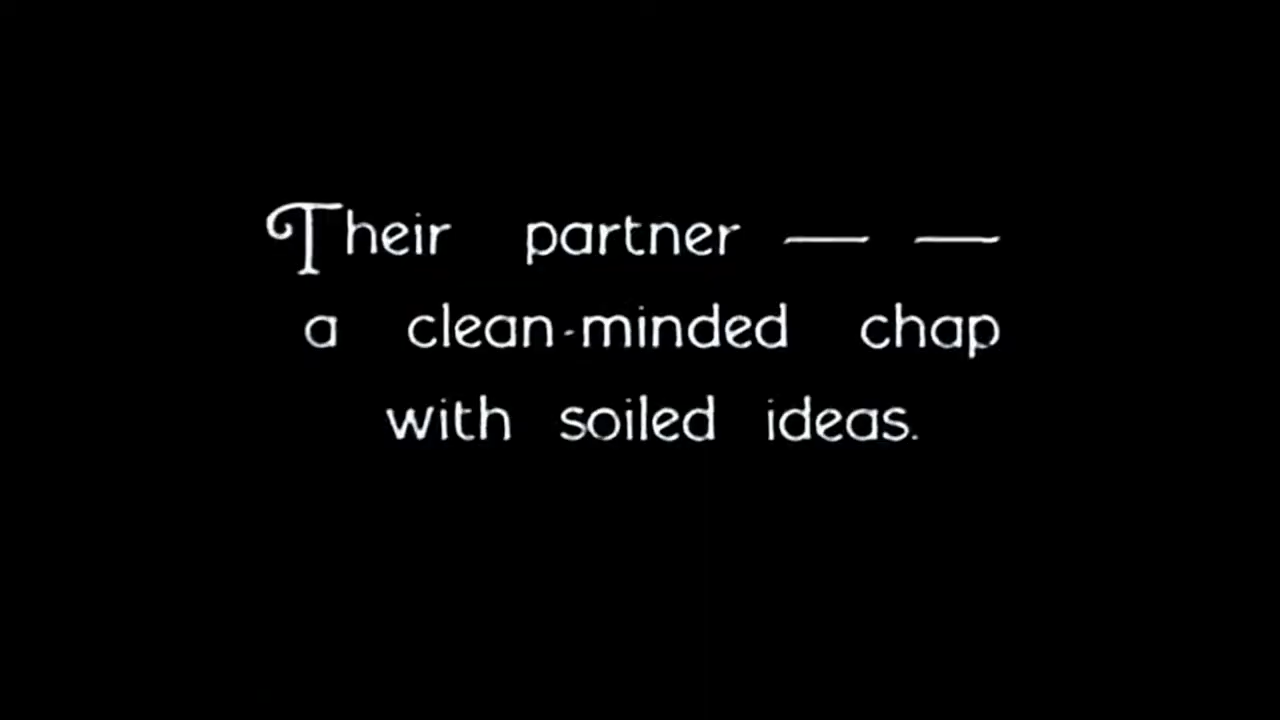 Their partner — —
a clean-minded chap
with soiled ideas.